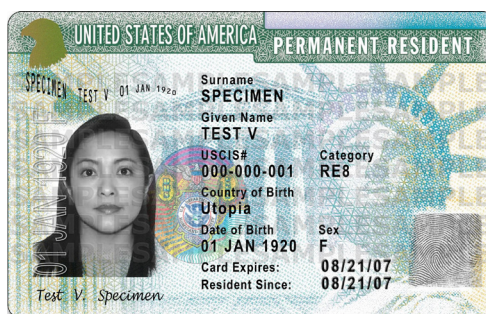 UNITED STATES OF AMERICA
PERMANENT RESIDENT
SPECIMEN TEST V 01 JAN 1920
Surname
SPECIMEN
Given Name
TEST V
USCIS# Category
000-000-001 RE8
Country of Birth
Utopia
Date of Birth Sex
01 JAN 1920 F
Card Expires: 08/21/07
Resident Since: 08/21/07
01 JAN 1920 F
Test V. Specimen